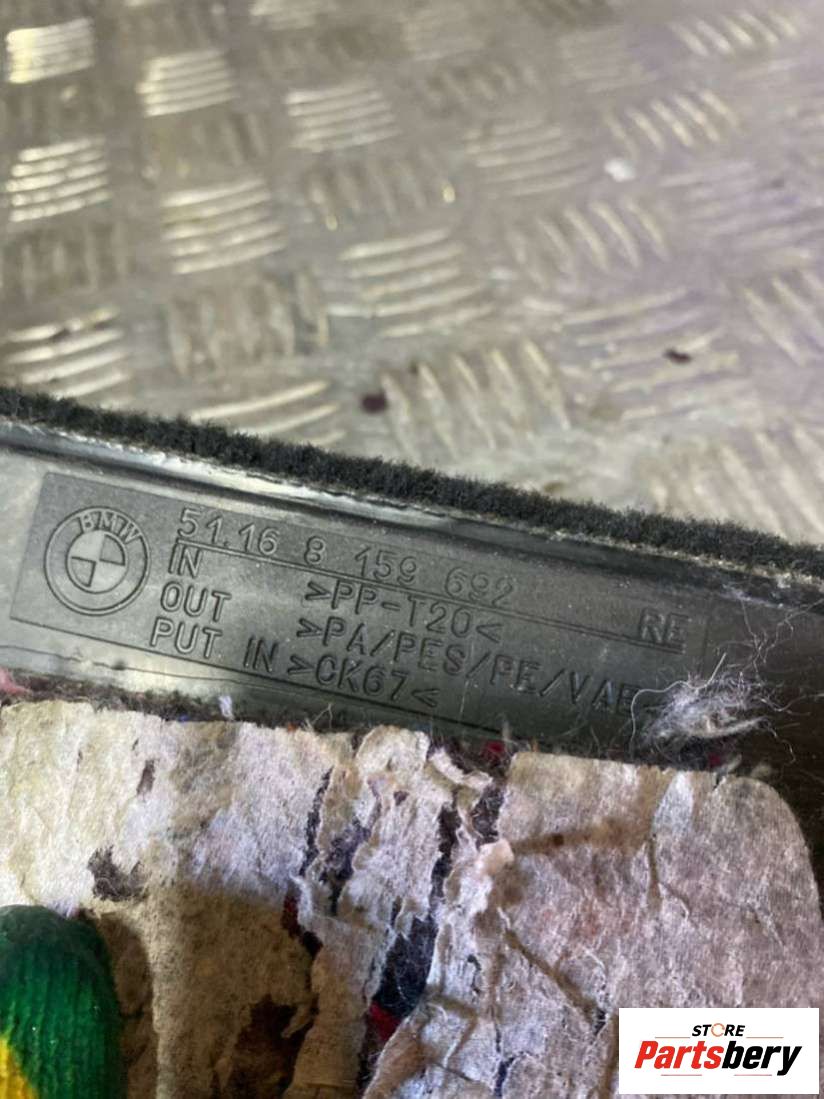 BMW
51.16 8 159 692
IN >PP-T20< RE
OUT >PA/PES/PE/VAE<
PUT IN >CK67<
STORE
Partsbery